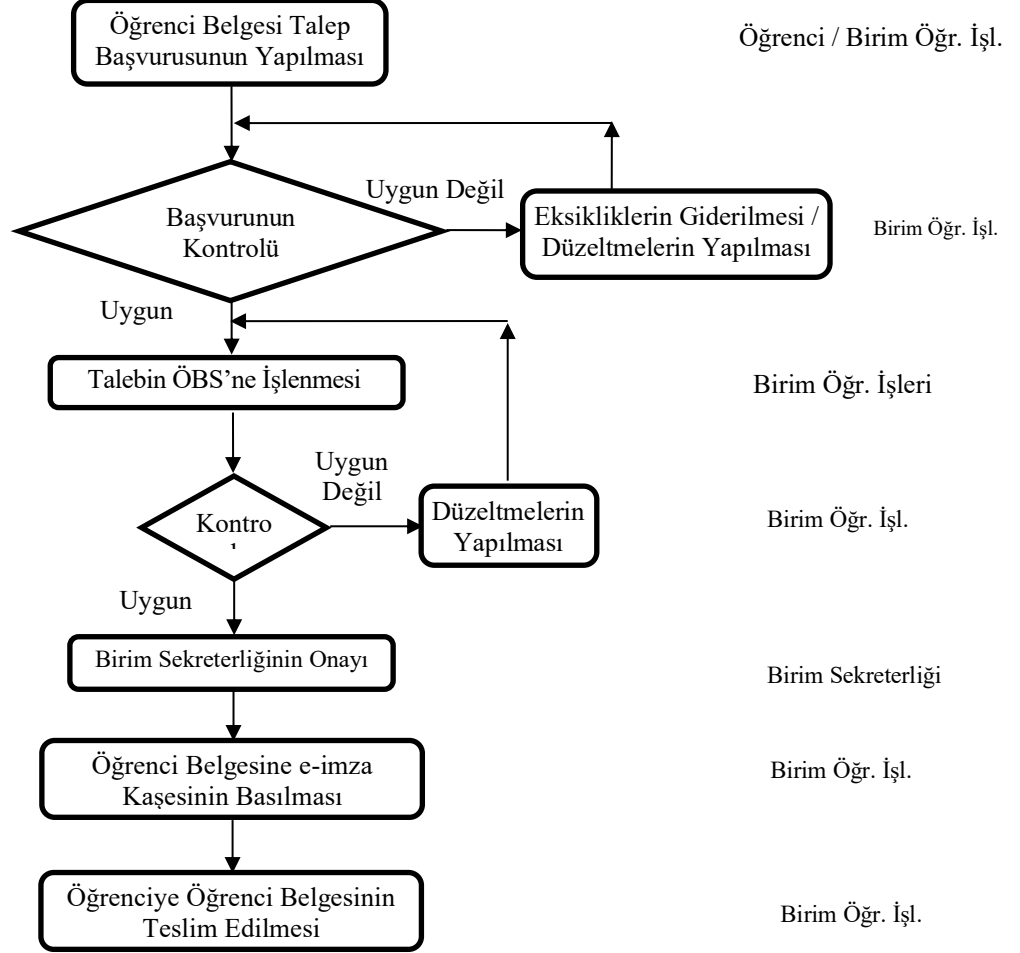 Öğrenci Belgesi Talep
Başvurusunun Yapılması
Öğrenci / Birim Öğr. İşl.
Uygun Değil
Başvurunun
Kontrolü
Eksikliklerin Giderilmesi /
Düzeltmelerin Yapılması
Birim Öğr. İşl.
Uygun
Talebin ÖBS’ne İşlenmesi
Birim Öğr. İşleri
Uygun
Değil
Kontro
Düzeltmelerin
Yapılması
Birim Öğr. İşl.
Uygun
Birim Sekreterliğinin Onayı
Birim Sekreterliği
Öğrenci Belgesine e-imza
Kaşesinin Basılması
Birim Öğr. İşl.
Öğrenciye Öğrenci Belgesinin
Teslim Edilmesi
Birim Öğr. İşl.